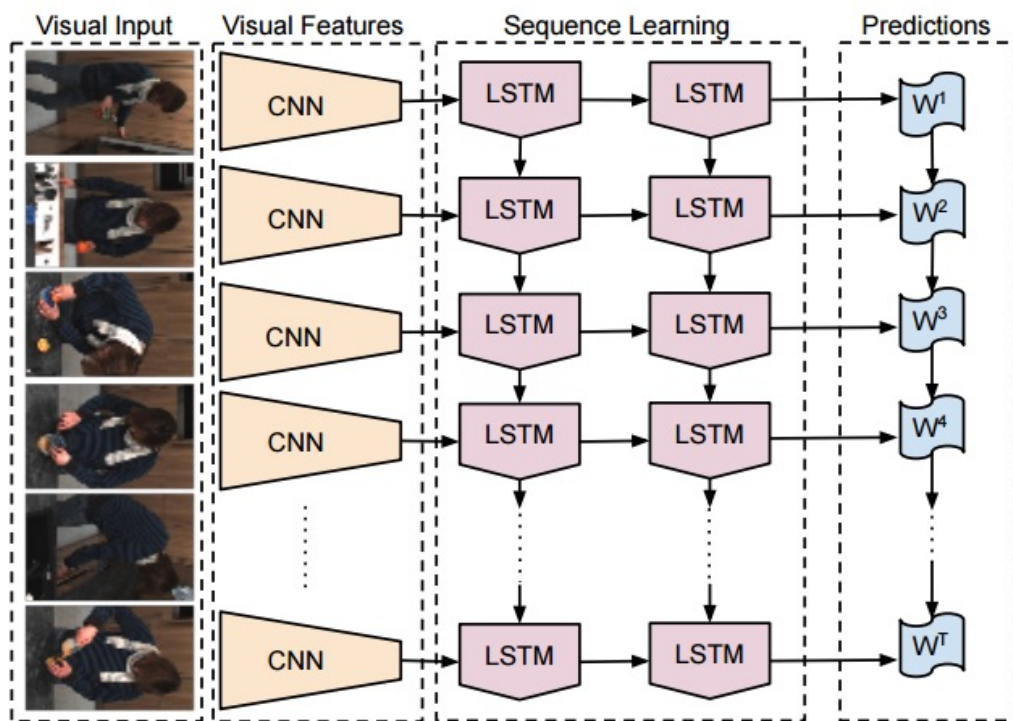 Visual Input Visual Features Sequence Learning Predictions
CNN LSTM LSTM W¹
CNN LSTM LSTM W²
CNN LSTM LSTM W³
CNN LSTM LSTM W⁴
CNN LSTM LSTM Wᵀ